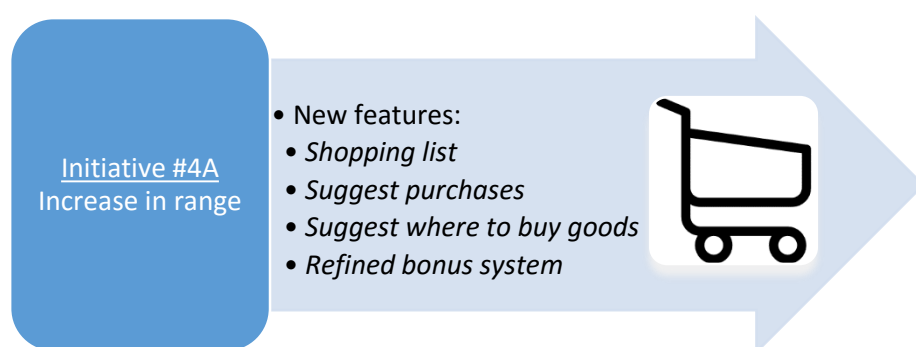 Initiative #4A
Increase in range
• New features:
• Shopping list
• Suggest purchases
• Suggest where to buy goods
• Refined bonus system